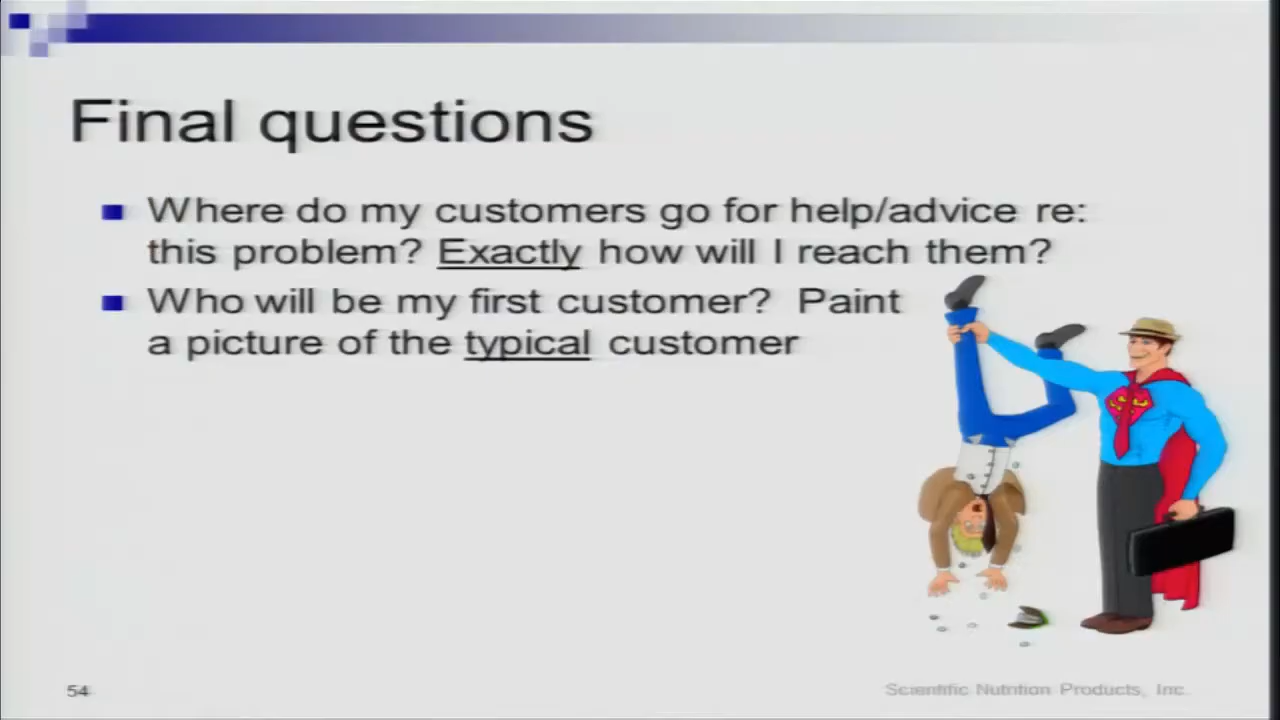 Final questions
Where do my customers go for help/advice re:
this problem? Exactly how will I reach them?
Who will be my first customer? Paint
a picture of the typical customer
54
Scientific Nutrition Products, Inc.